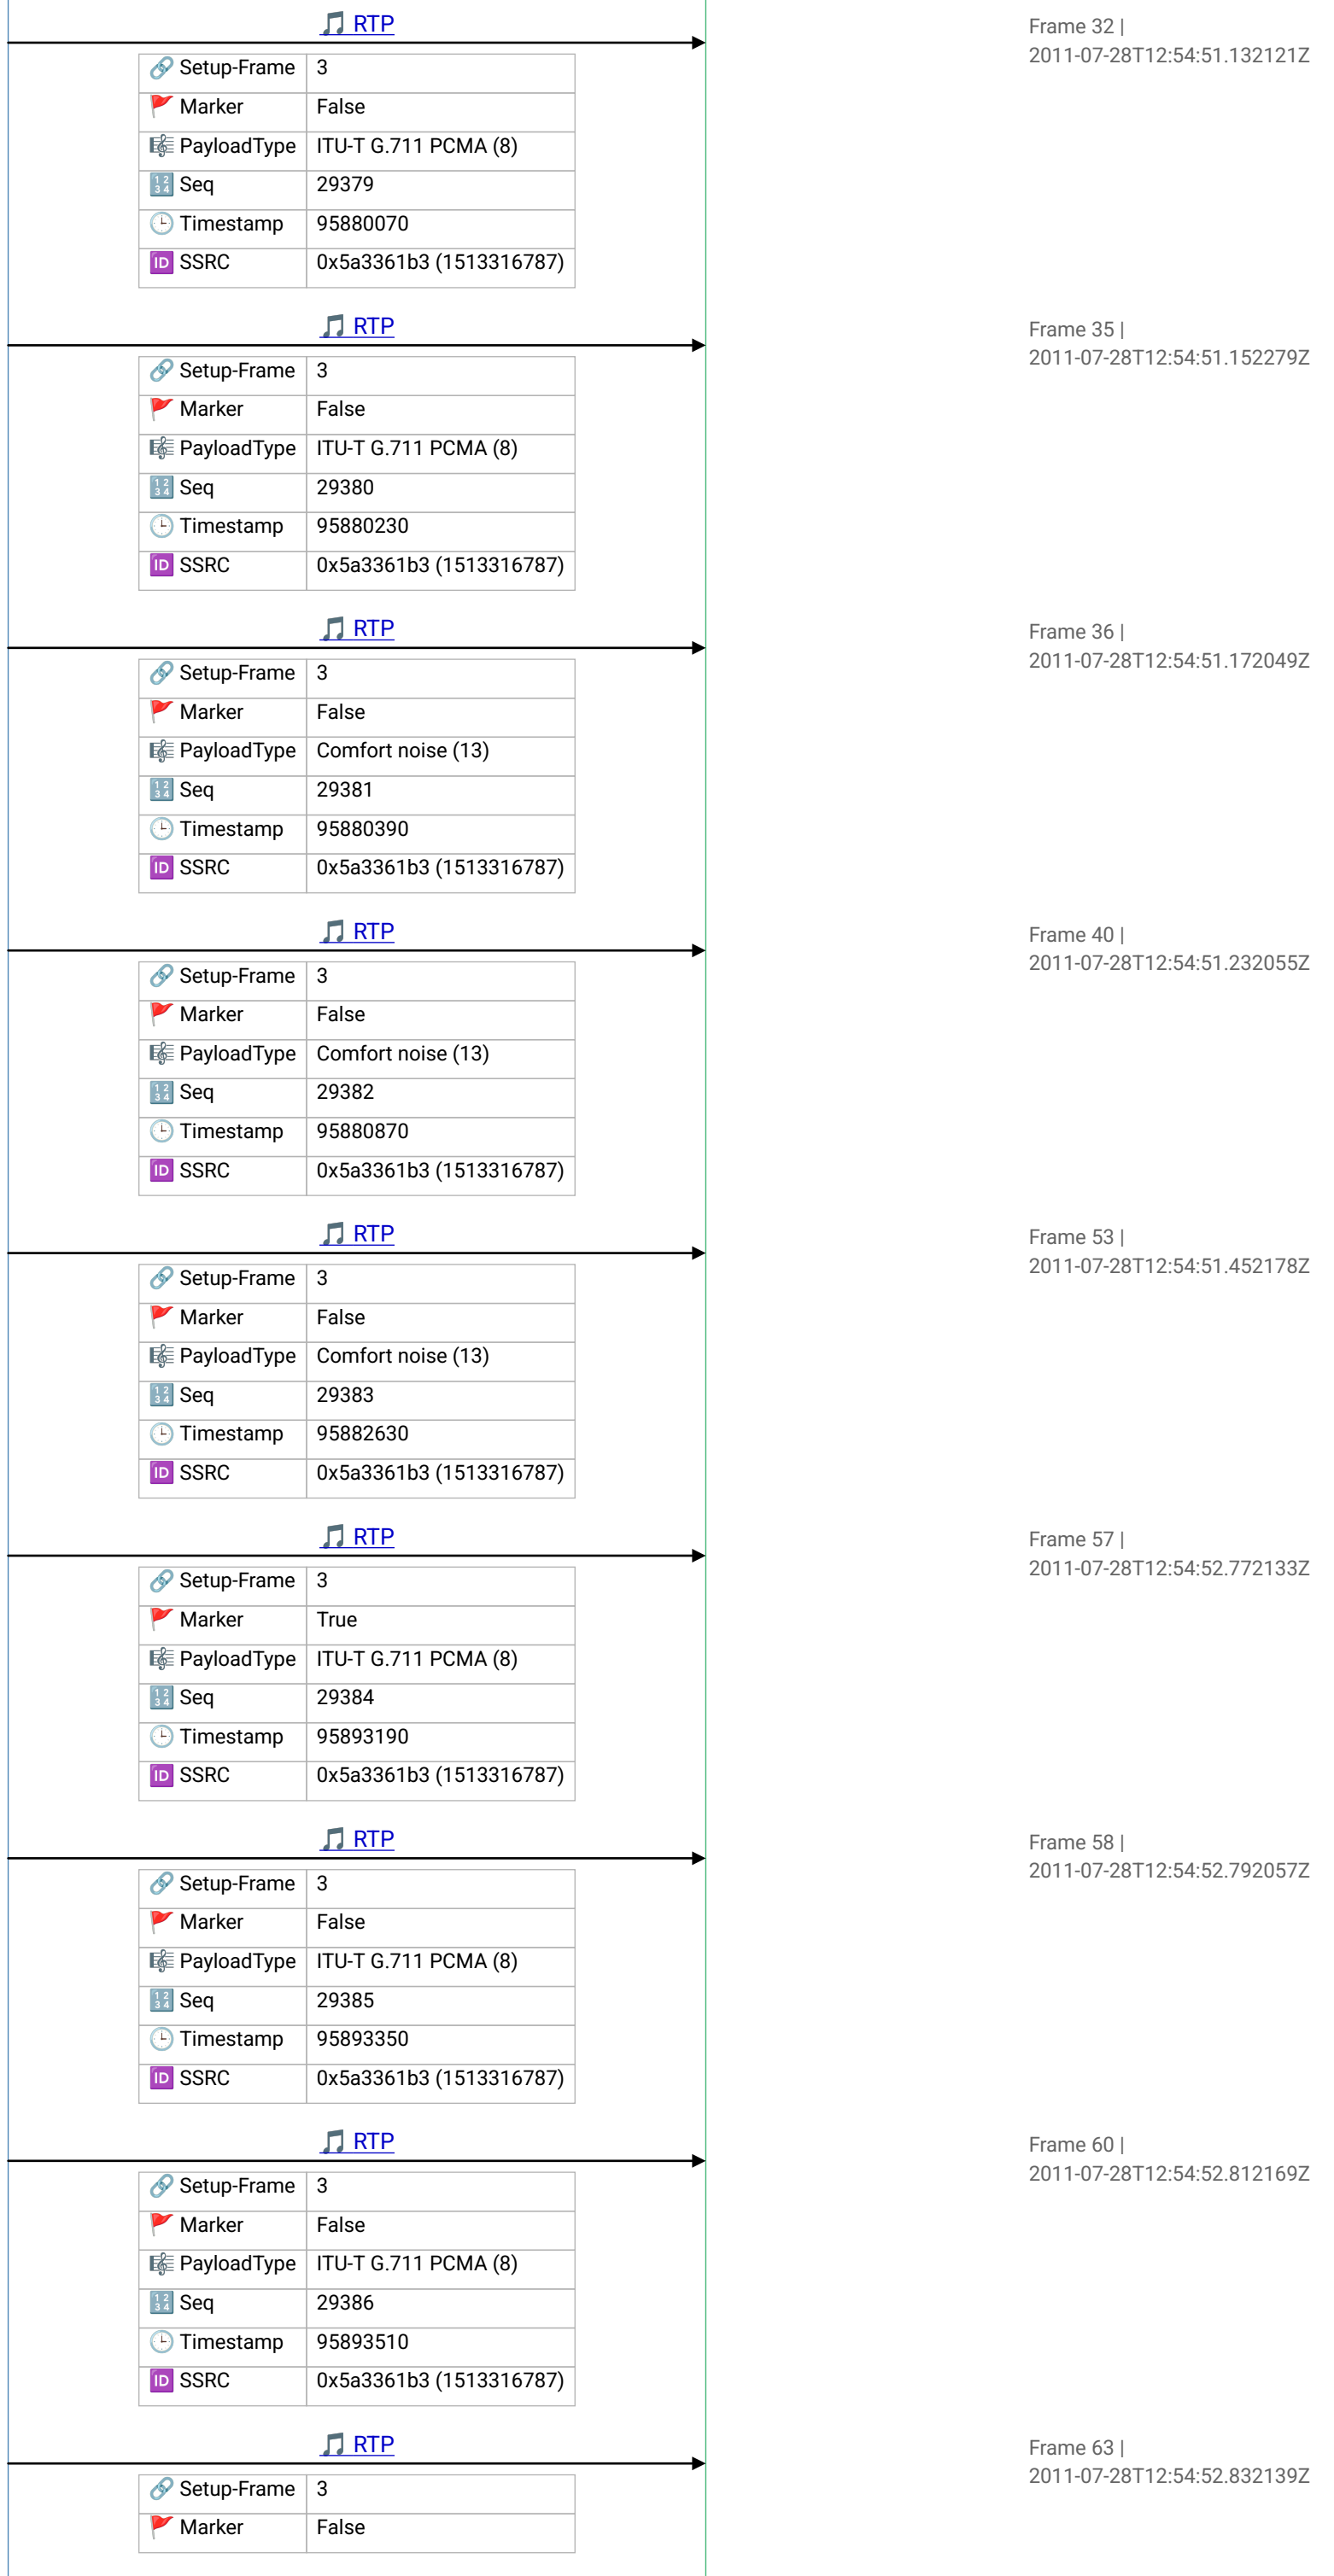 🎵 RTP
Frame 32 |
2011-07-28T12:54:51.132121Z
🔗 Setup-Frame 3
🚩 Marker False
🎼 PayloadType ITU-T G.711 PCMA (8)
🔢 Seq 29379
🕒 Timestamp 95880070
🆔 SSRC 0x5a3361b3 (1513316787)
🎵 RTP
Frame 35 |
2011-07-28T12:54:51.152279Z
🔗 Setup-Frame 3
🚩 Marker False
🎼 PayloadType ITU-T G.711 PCMA (8)
🔢 Seq 29380
🕒 Timestamp 95880230
🆔 SSRC 0x5a3361b3 (1513316787)
🎵 RTP
Frame 36 |
2011-07-28T12:54:51.172049Z
🔗 Setup-Frame 3
🚩 Marker False
🎼 PayloadType Comfort noise (13)
🔢 Seq 29381
🕒 Timestamp 95880390
🆔 SSRC 0x5a3361b3 (1513316787)
🎵 RTP
Frame 40 |
2011-07-28T12:54:51.232055Z
🔗 Setup-Frame 3
🚩 Marker False
🎼 PayloadType Comfort noise (13)
🔢 Seq 29382
🕒 Timestamp 95880870
🆔 SSRC 0x5a3361b3 (1513316787)
🎵 RTP
Frame 53 |
2011-07-28T12:54:51.452178Z
🔗 Setup-Frame 3
🚩 Marker False
🎼 PayloadType Comfort noise (13)
🔢 Seq 29383
🕒 Timestamp 95882630
🆔 SSRC 0x5a3361b3 (1513316787)
🎵 RTP
Frame 57 |
2011-07-28T12:54:52.772133Z
🔗 Setup-Frame 3
🚩 Marker True
🎼 PayloadType ITU-T G.711 PCMA (8)
🔢 Seq 29384
🕒 Timestamp 95893190
🆔 SSRC 0x5a3361b3 (1513316787)
🎵 RTP
Frame 58 |
2011-07-28T12:54:52.792057Z
🔗 Setup-Frame 3
🚩 Marker False
🎼 PayloadType ITU-T G.711 PCMA (8)
🔢 Seq 29385
🕒 Timestamp 95893350
🆔 SSRC 0x5a3361b3 (1513316787)
🎵 RTP
Frame 60 |
2011-07-28T12:54:52.812169Z
🔗 Setup-Frame 3
🚩 Marker False
🎼 PayloadType ITU-T G.711 PCMA (8)
🔢 Seq 29386
🕒 Timestamp 95893510
🆔 SSRC 0x5a3361b3 (1513316787)
🎵 RTP
Frame 63 |
2011-07-28T12:54:52.832139Z
🔗 Setup-Frame 3
🚩 Marker False